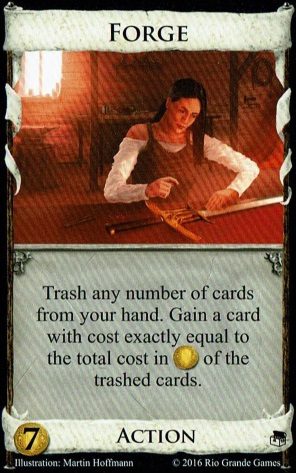 FORGE
Trash any number of cards
from your hand. Gain a card
with cost exactly equal to
the total cost in of the
trashed cards.
7 ACTION
Illustration: Martin Hoffmann © 2016 Rio Grande Games